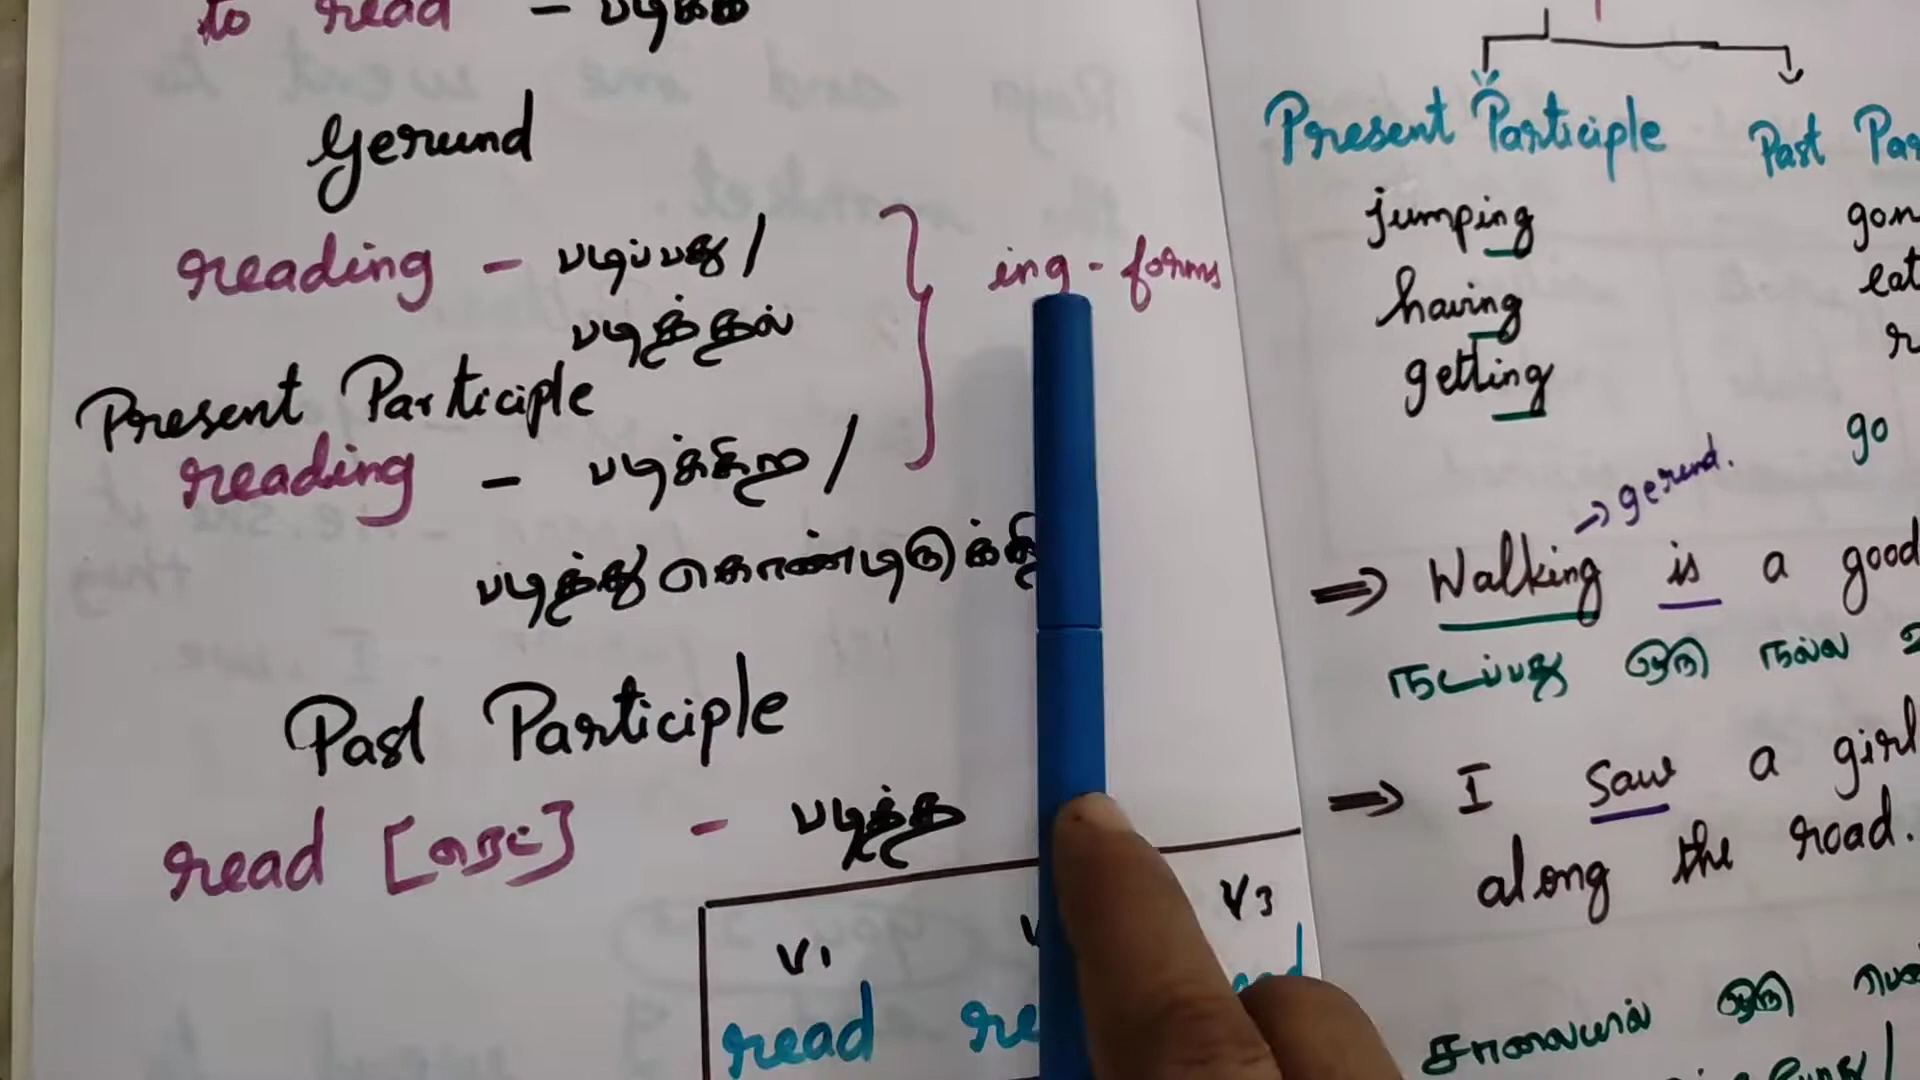 to read - படிக்க
Gerund
reading - படிப்பது /
படித்தல்
ing - forms
Present Participle
reading - படிக்கிற /
படித்து கொண்டிருக்கி
Past Participle
read [ரெட்] - படித்த
V1 V3
read
Present Participle Past
jumping
having
getting
go
→ gerund.
⇒ Walking is a good
நடப்பது ஒரு நல்ல
⇒ I saw a girl
along the road.
சாலையில் ஒரு